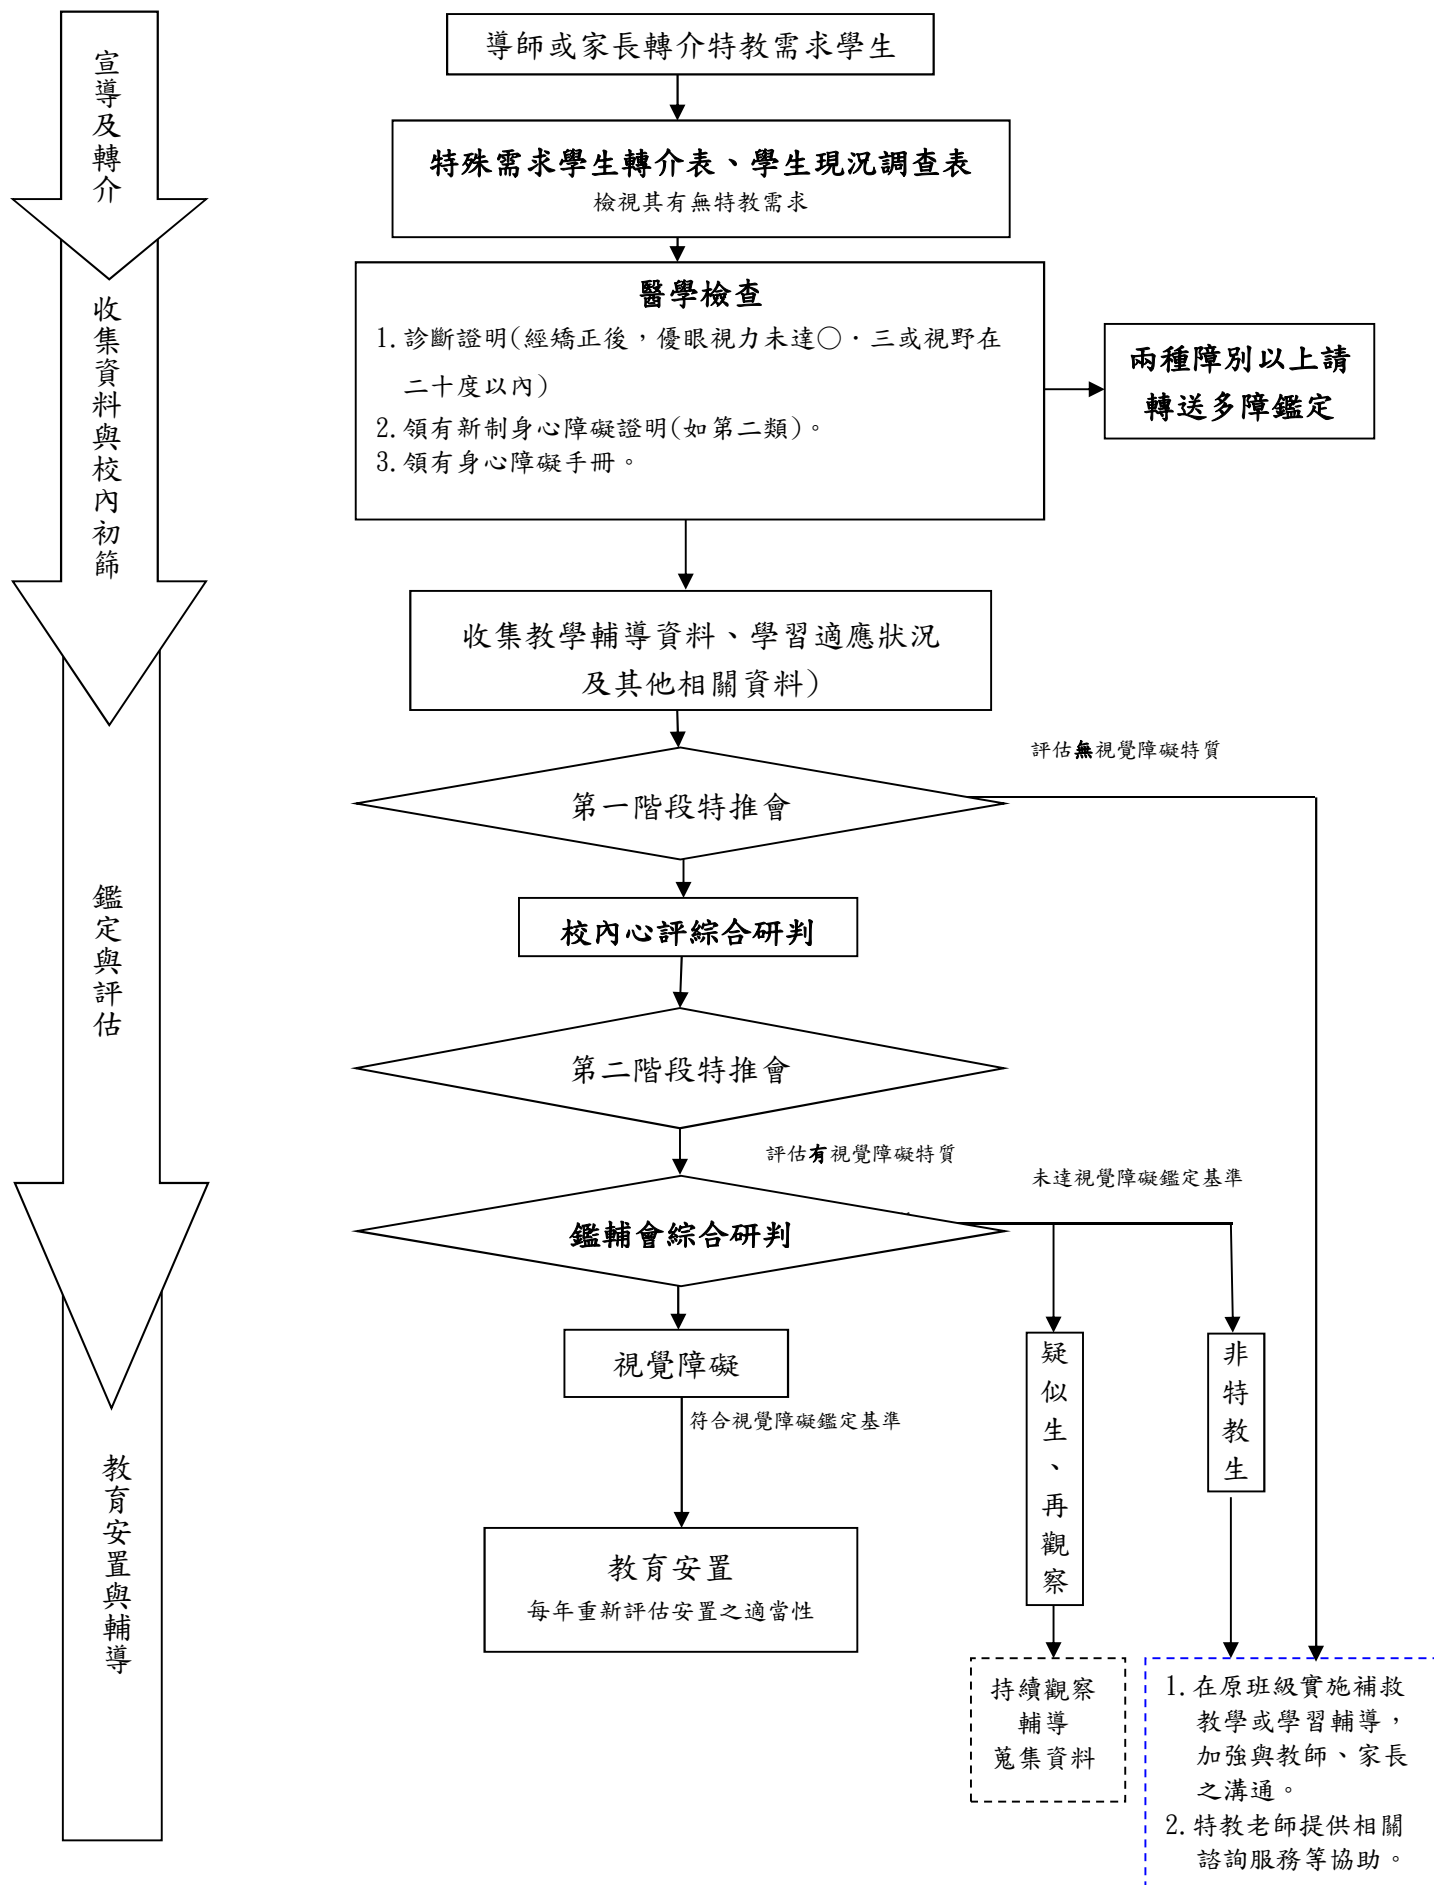 宣導及轉介
導師或家長轉介特教需求學生
特殊需求學生轉介表、學生現況調查表
檢視其有無特教需求
收集資料與校內初篩
醫學檢查
1.診斷證明(經矯正後，優眼視力未達○．三或視野在
二十度以內)
2.領有新制身心障礙證明(如第二類)。
3.領有身心障礙手冊。
兩種障別以上請
轉送多障鑑定
收集教學輔導資料、學習適應狀況
及其他相關資料)
鑑定與評估
第一階段特推會
評估無視覺障礙特質
校內心評綜合研判
第二階段特推會
評估有視覺障礙特質
未達視覺障礙鑑定基準
鑑輔會綜合研判
教育安置與輔導
視覺障礙
符合視覺障礙鑑定基準
教育安置
每年重新評估安置之適當性
疑似生、再觀察
非特教生
持續觀察
輔導
蒐集資料
1.在原班級實施補救
教學或學習輔導，
加強與教師、家長
之溝通。
2.特教老師提供相關
諮詢服務等協助。